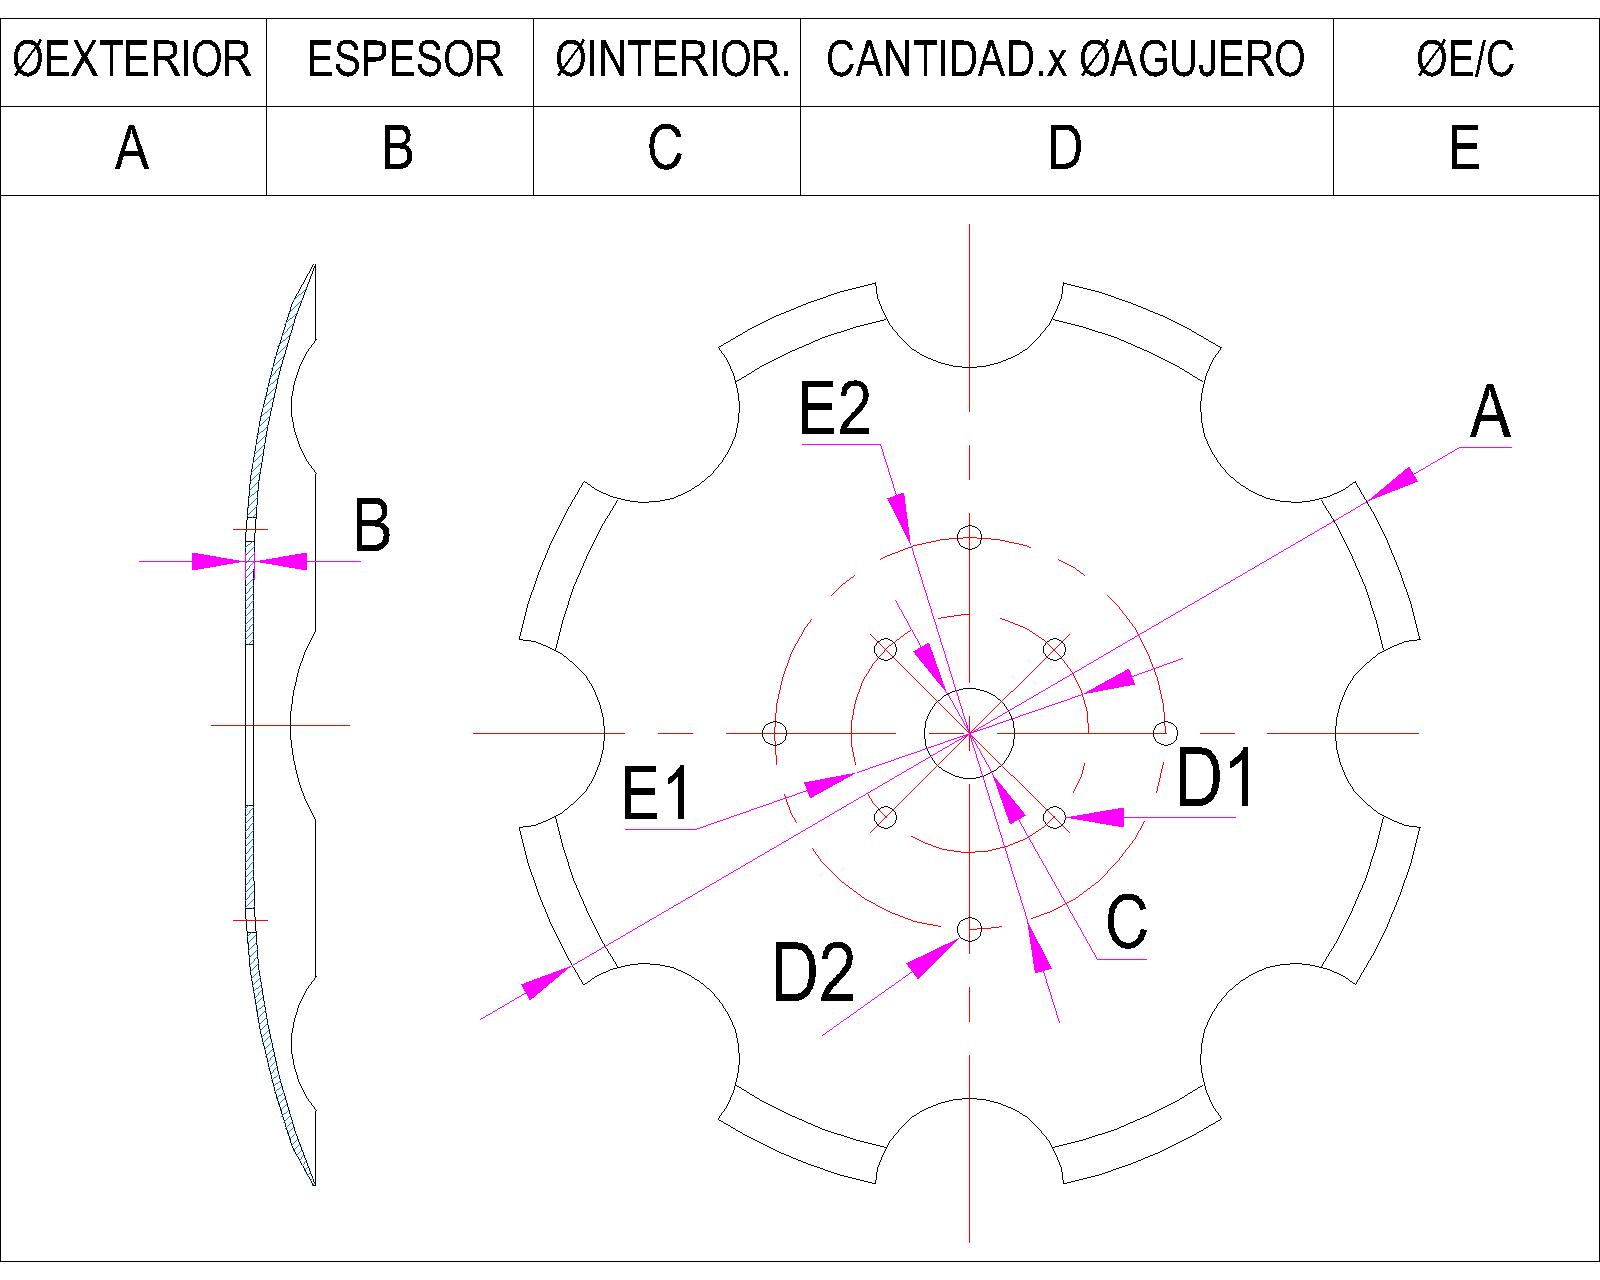 ØEXTERIOR ESPESOR ØINTERIOR. CANTIDAD.x ØAGUJERO ØE/C
A B C D E
E2
A
B
E1
D1
C
D2